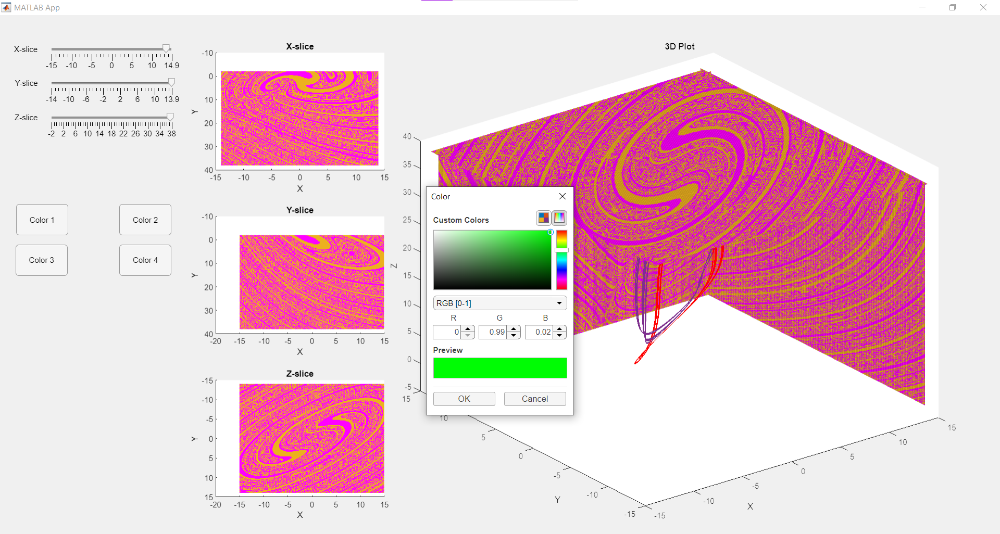 MATLAB App
X-slice
-15 -10 -5 0 5 10 14.9
Y-slice
-14 -10 -6 -2 2 6 10 13.9
Z-slice
-2 2 6 10 14 18 22 26 30 34 38
Color 1
Color 2
Color 3
Color 4
X-slice
-10
0
10
20
30
40
Y
-15 -10 -5 0 5 10 15
X
Y-slice
-10
0
10
20
30
40
Y
-20 -15 -10 -5 0 5 10 15
X
Z-slice
-15
-10
-5
0
5
10
15
Y
-20 -15 -10 -5 0 5 10 15
X
3D Plot
40
35
30
25
20
15
10
5
0
-5
Z
15
10
5
0
-5
-10
-15
Y
-15
-10
-5
0
5
10
15
X
Color
Custom Colors
RGB [0-1]
R G B
0 0.99 0.02
Preview
OK Cancel